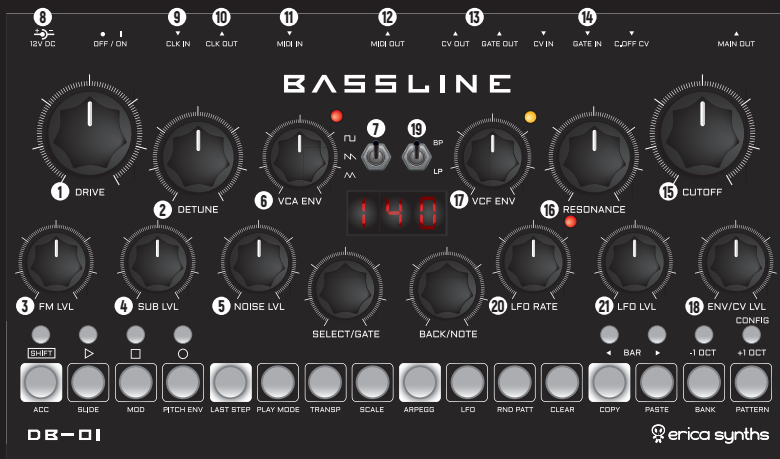 8 9 10 11 12 13 14
12V DC OFF / ON CLK IN CLK OUT MIDI IN MIDI OUT CV OUT GATE OUT CV IN GATE IN C.OFF CV MAIN OUT
BASSLINE
7 19
BP
LP
1 DRIVE
2 DETUNE
6 VCA ENV
17 VCF ENV
16 RESONANCE
15 CUTOFF
140
3 FM LVL
4 SUB LVL
5 NOISE LVL
SELECT/GATE
BACK/NOTE
20 LFO RATE
21 LFO LVL
18 ENV/CV LVL
CONFIG
SHIFT BAR -1 OCT +1 OCT
ACC SLIDE MOD PITCH ENV LAST STEP PLAY MODE TRANSP SCALE ARPEGG LFO RND PATT CLEAR COPY PASTE BANK PATTERN
DB-01
erica synths